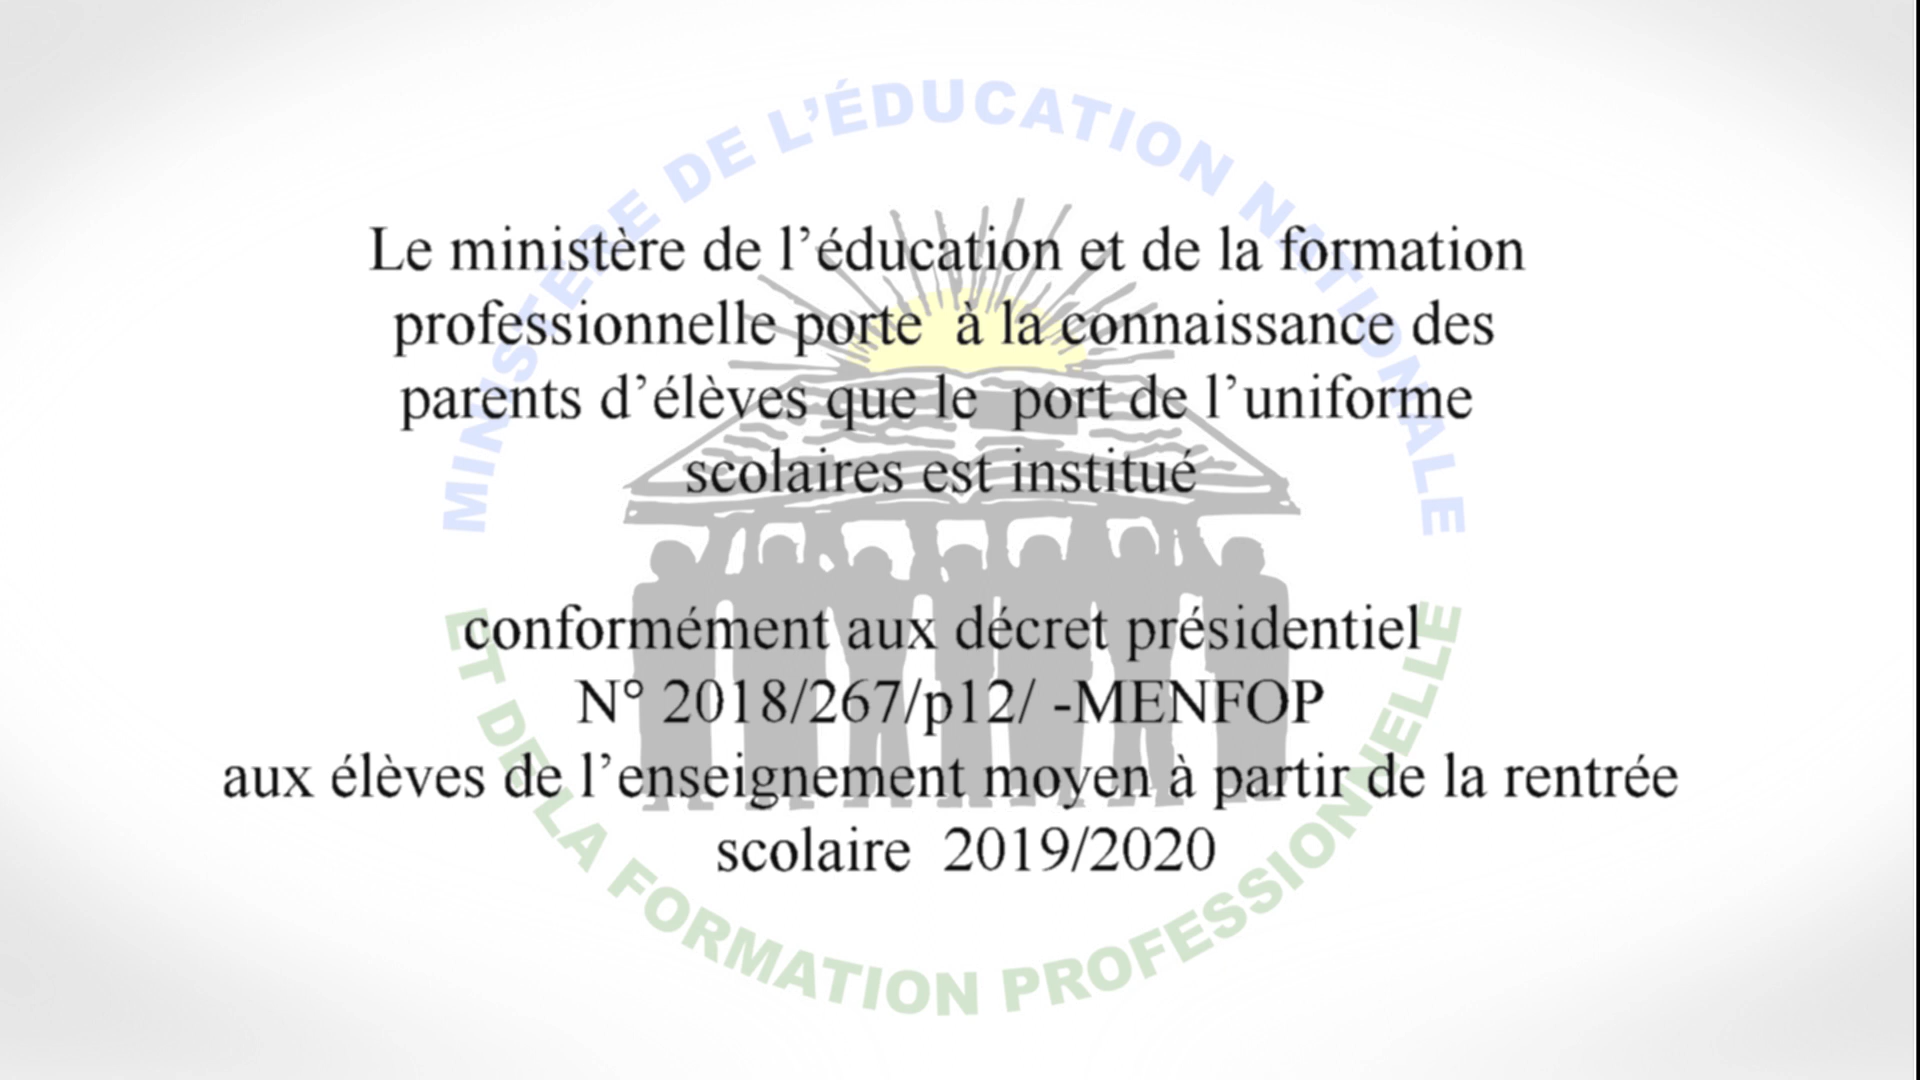 MINISTÈRE DE L’ÉDUCATION NATIONALE
Le ministère de l’éducation et de la formation
professionnelle porte à la connaissance des
parents d’élèves que le port de l’uniforme
scolaires est institué
conformément aux décret présidentiel
N° 2018/267/p12/ -MENFOP
aux élèves de l’enseignement moyen à partir de la rentrée
scolaire 2019/2020
ET DE LA FORMATION PROFESSIONNELLE